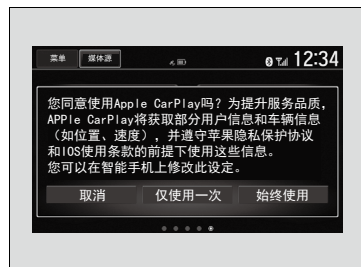 菜单 媒体源 12:34
您同意使用Apple CarPlay吗？为提升服务品质，
APPle CarPlay将获取部分用户信息和车辆信息
（如位置、速度），并遵守苹果隐私保护协议
和IOS使用条款的前提下使用这些信息。
您可以在智能手机上修改此设定。
取消 仅使用一次 始终使用